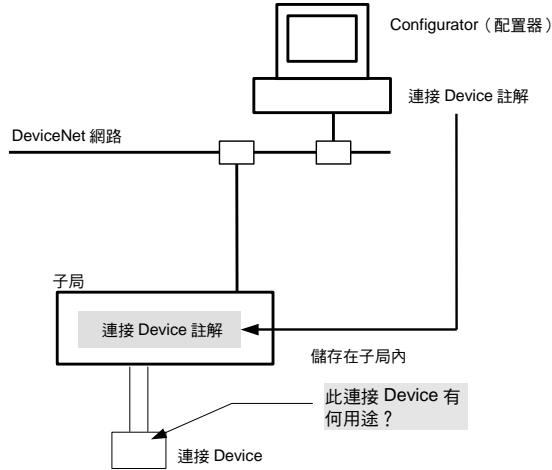 Configurator（配置器）
連接 Device 註解
DeviceNet 網路
子局
連接 Device 註解
儲存在子局內
此連接 Device 有
何用途？
連接 Device